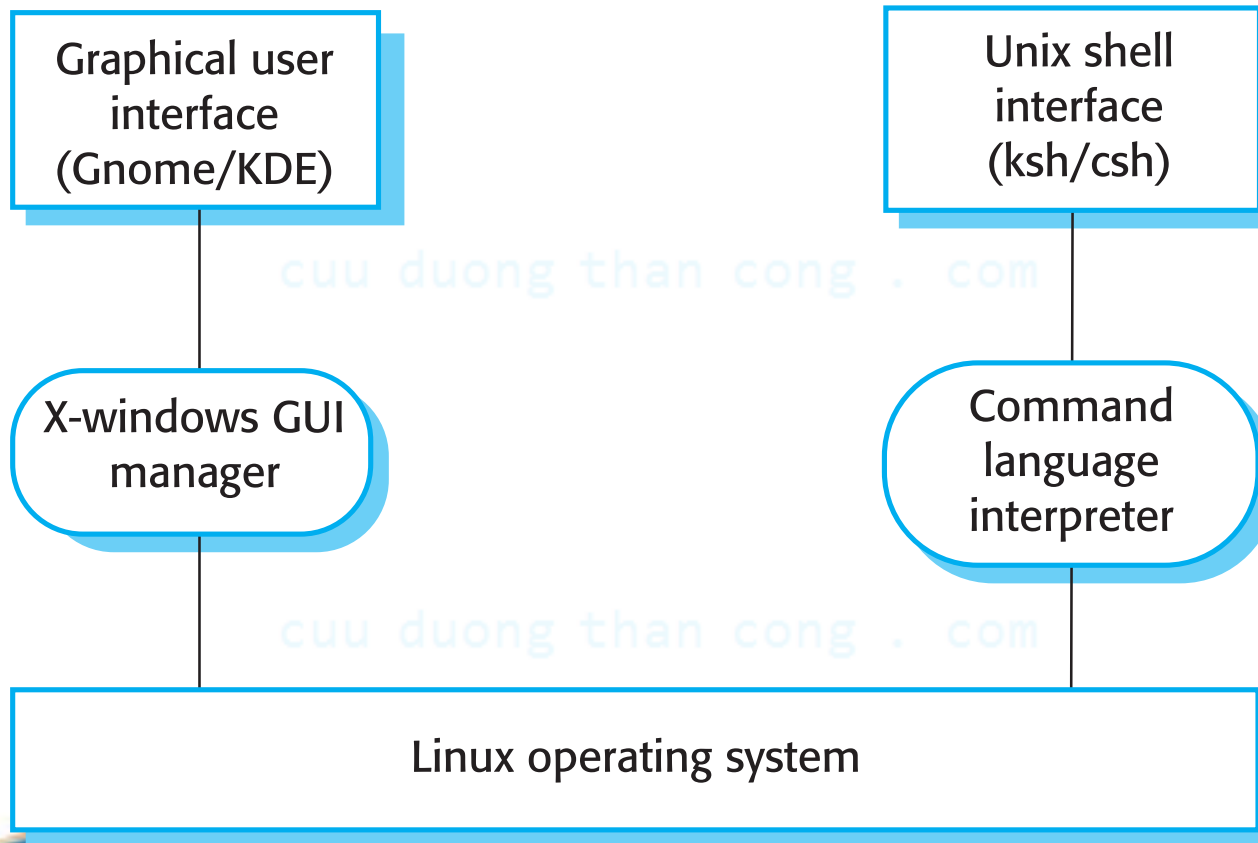 Graphical user
interface
(Gnome/KDE)
Unix shell
interface
(ksh/csh)
cuu duong than cong . com
X-windows GUI
manager
Command
language
interpreter
cuu duong than cong . com
Linux operating system